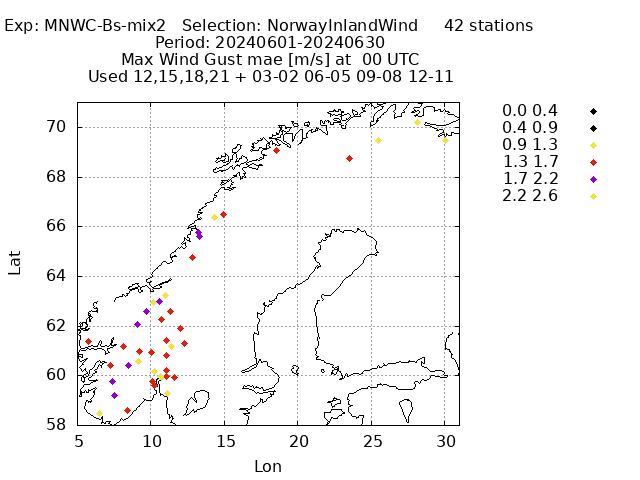 Exp: MNWC-Bs-mix2   Selection: NorwayInlandWind     42 stations
Period: 20240601-20240630
Max Wind Gust mae [m/s] at  00 UTC
Used 12,15,18,21 + 03-02 06-05 09-08 12-11
0.0 0.4
0.4 0.9
0.9 1.3
1.3 1.7
1.7 2.2
2.2 2.6
70
68
66
64
62
60
58
Lat
5 10 15 20 25 30
Lon